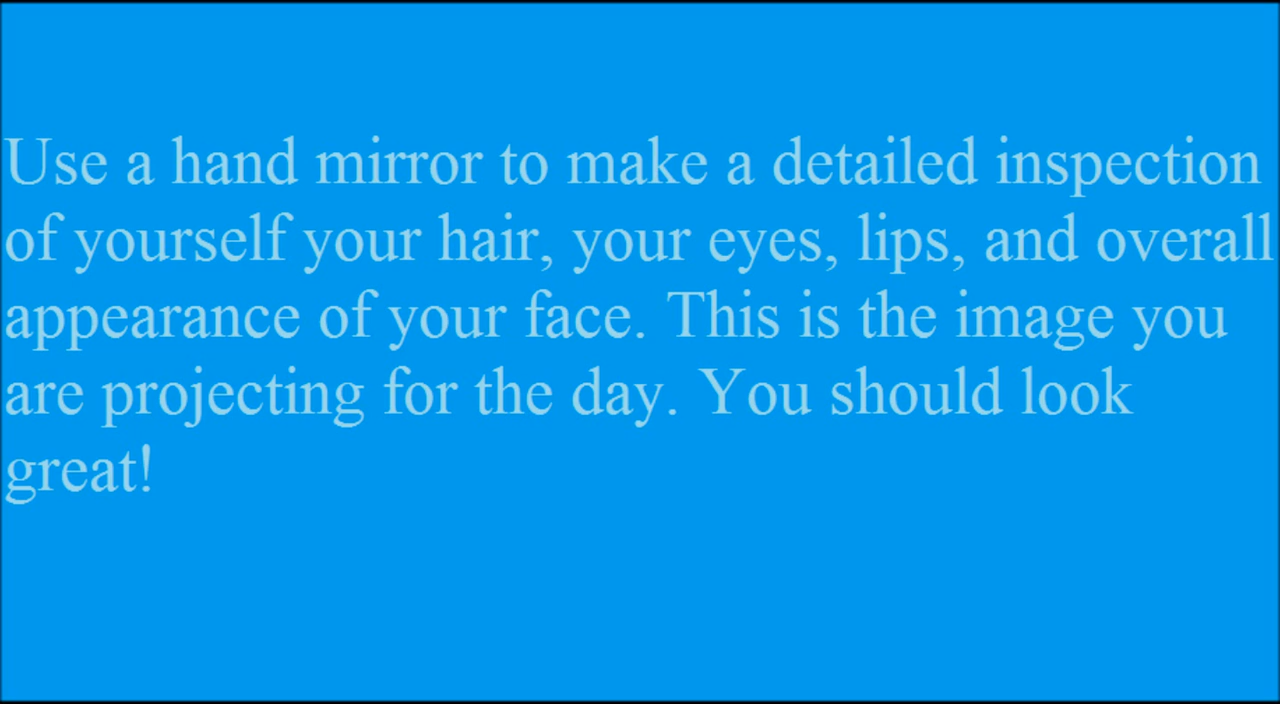 Use a hand mirror to make a detailed inspection
of yourself your hair, your eyes, lips, and overall
appearance of your face. This is the image you
are projecting for the day. You should look
great!